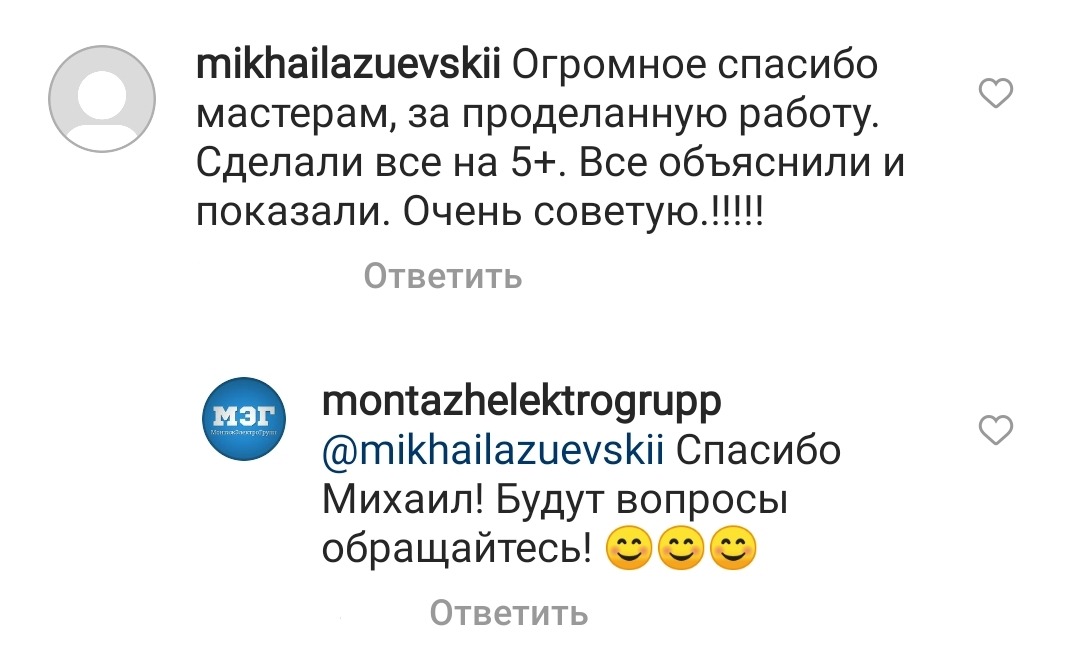 mikhailazuevskii Огромное спасибо
мастерам, за проделанную работу.
Сделали все на 5+. Все объяснили и
показали. Очень советую.!!!!!
Ответить
МЭГ
МонтажЭлектроГрупп
montazhelektrogrupp
@mikhailazuevskii Спасибо
Михаил! Будут вопросы
обращайтесь! 😊😊😊
Ответить